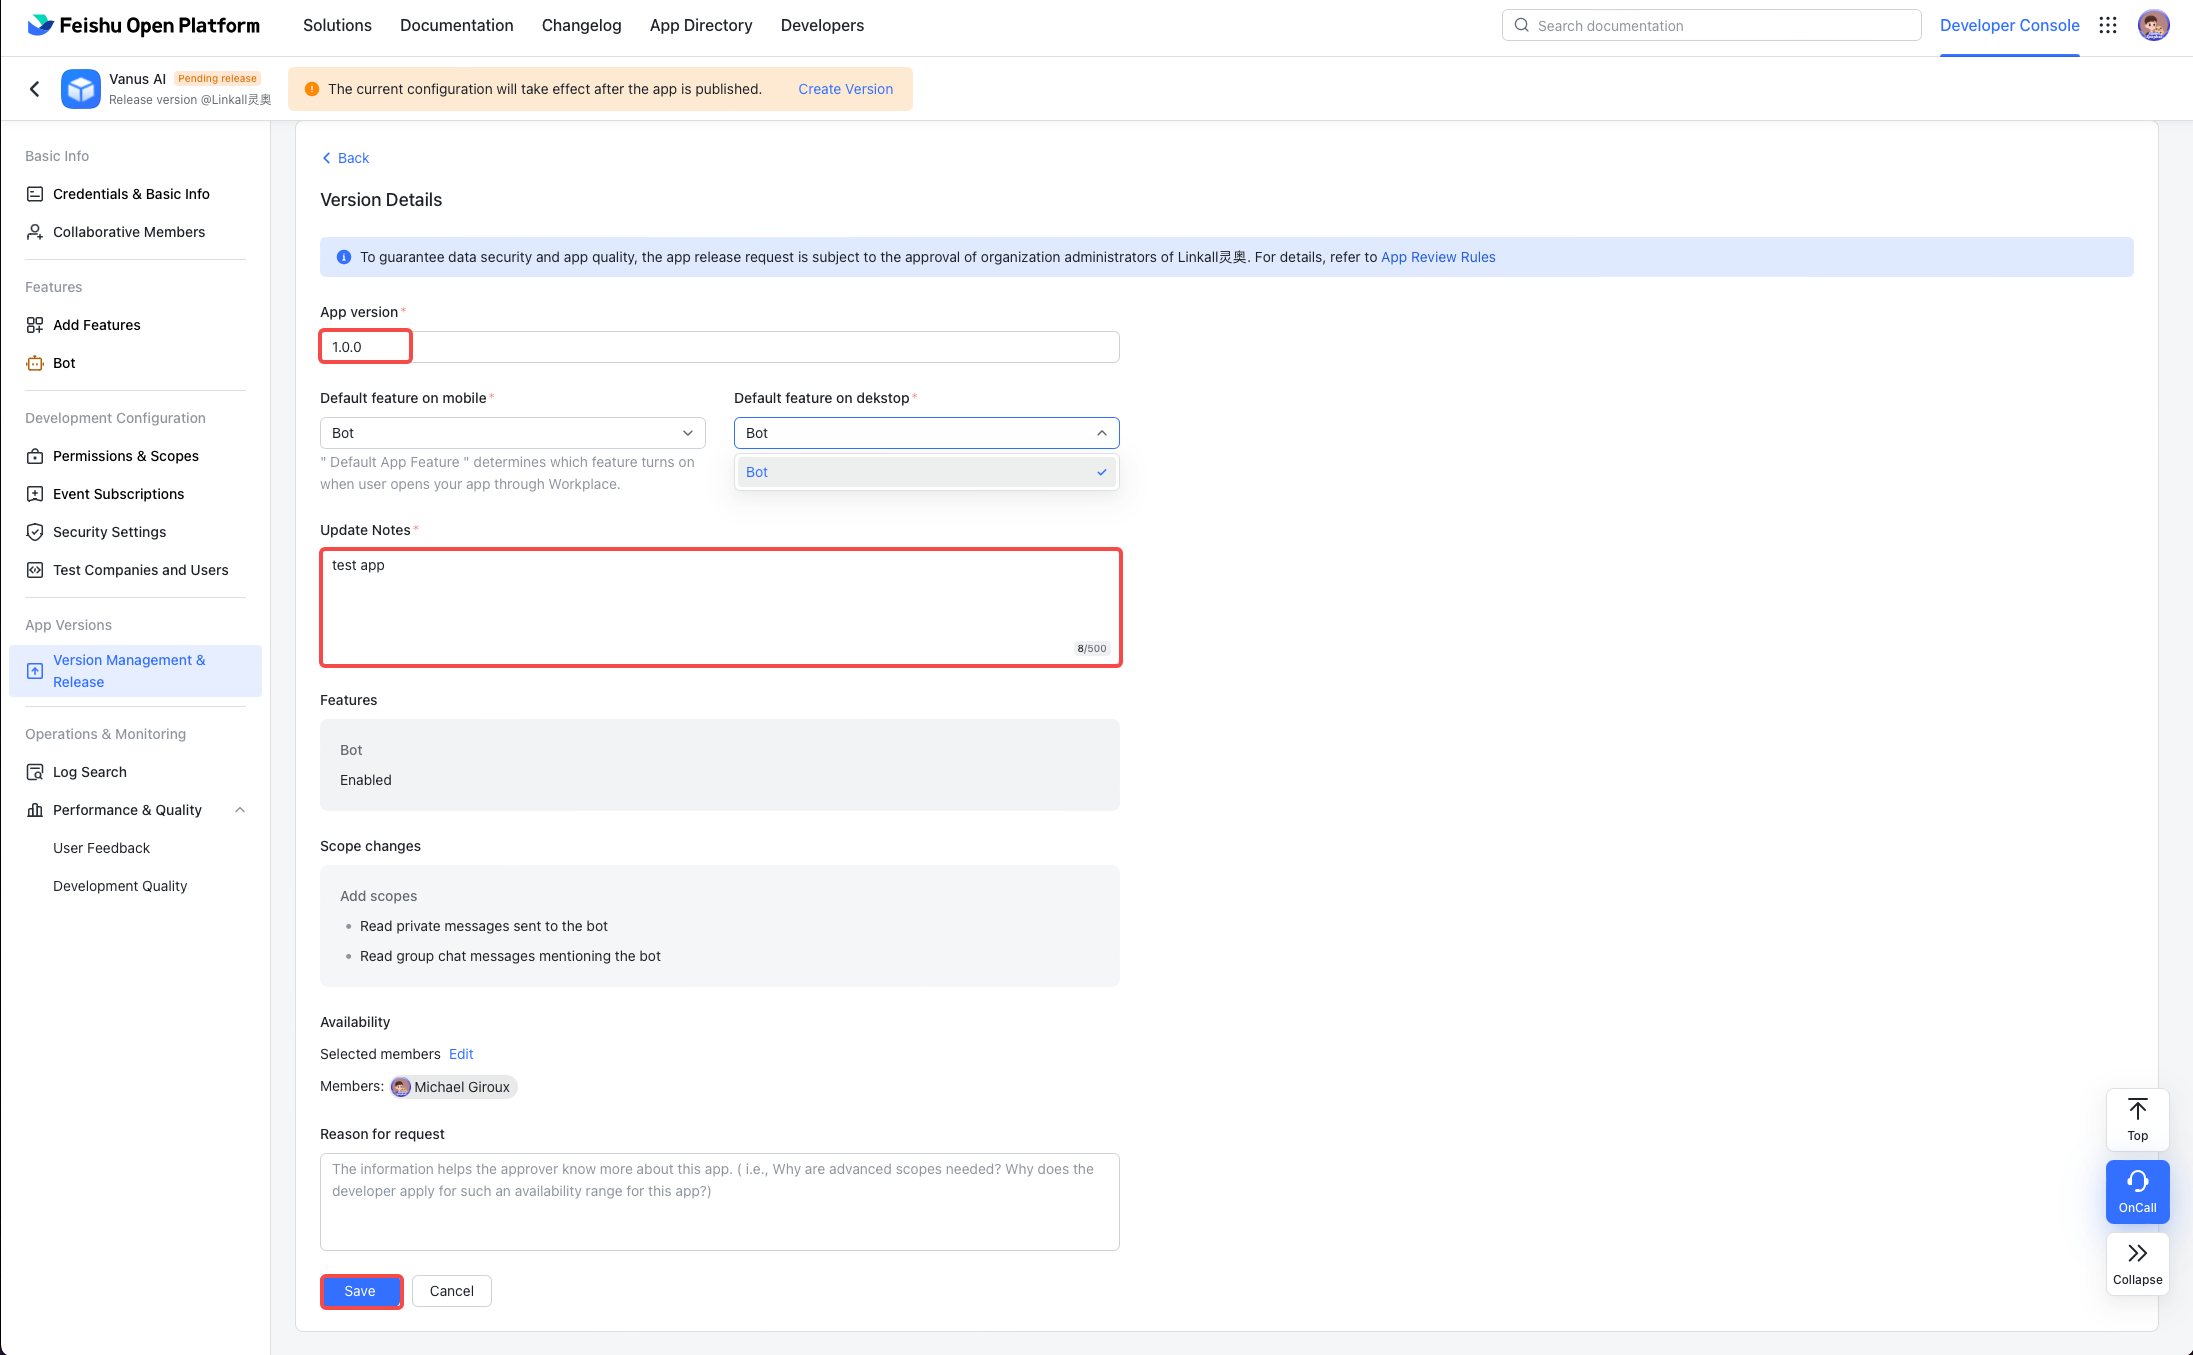 Feishu Open Platform
Solutions
Documentation
Changelog
App Directory
Developers
Search documentation
Developer Console
Vanus AI
Pending release
Release version @Linkall灵奥
The current configuration will take effect after the app is published.
Create Version
Basic Info
Credentials & Basic Info
Collaborative Members
Features
Add Features
Bot
Development Configuration
Permissions & Scopes
Event Subscriptions
Security Settings
Test Companies and Users
App Versions
Version Management &
Release
Operations & Monitoring
Log Search
Performance & Quality
User Feedback
Development Quality
Back
Version Details
To guarantee data security and app quality, the app release request is subject to the approval of organization administrators of Linkall灵奥. For details, refer to App Review Rules
App version *
1.0.0
Default feature on mobile *
Bot
" Default App Feature " determines which feature turns on
when user opens your app through Workplace.
Default feature on dekstop *
Bot
Bot
Update Notes *
test app
8/500
Features
Bot
Enabled
Scope changes
Add scopes
• Read private messages sent to the bot
• Read group chat messages mentioning the bot
Availability
Selected members Edit
Members: Michael Giroux
Reason for request
The information helps the approver know more about this app. ( i.e., Why are advanced scopes needed? Why does the
developer apply for such an availability range for this app?)
Save
Cancel
Top
OnCall
Collapse